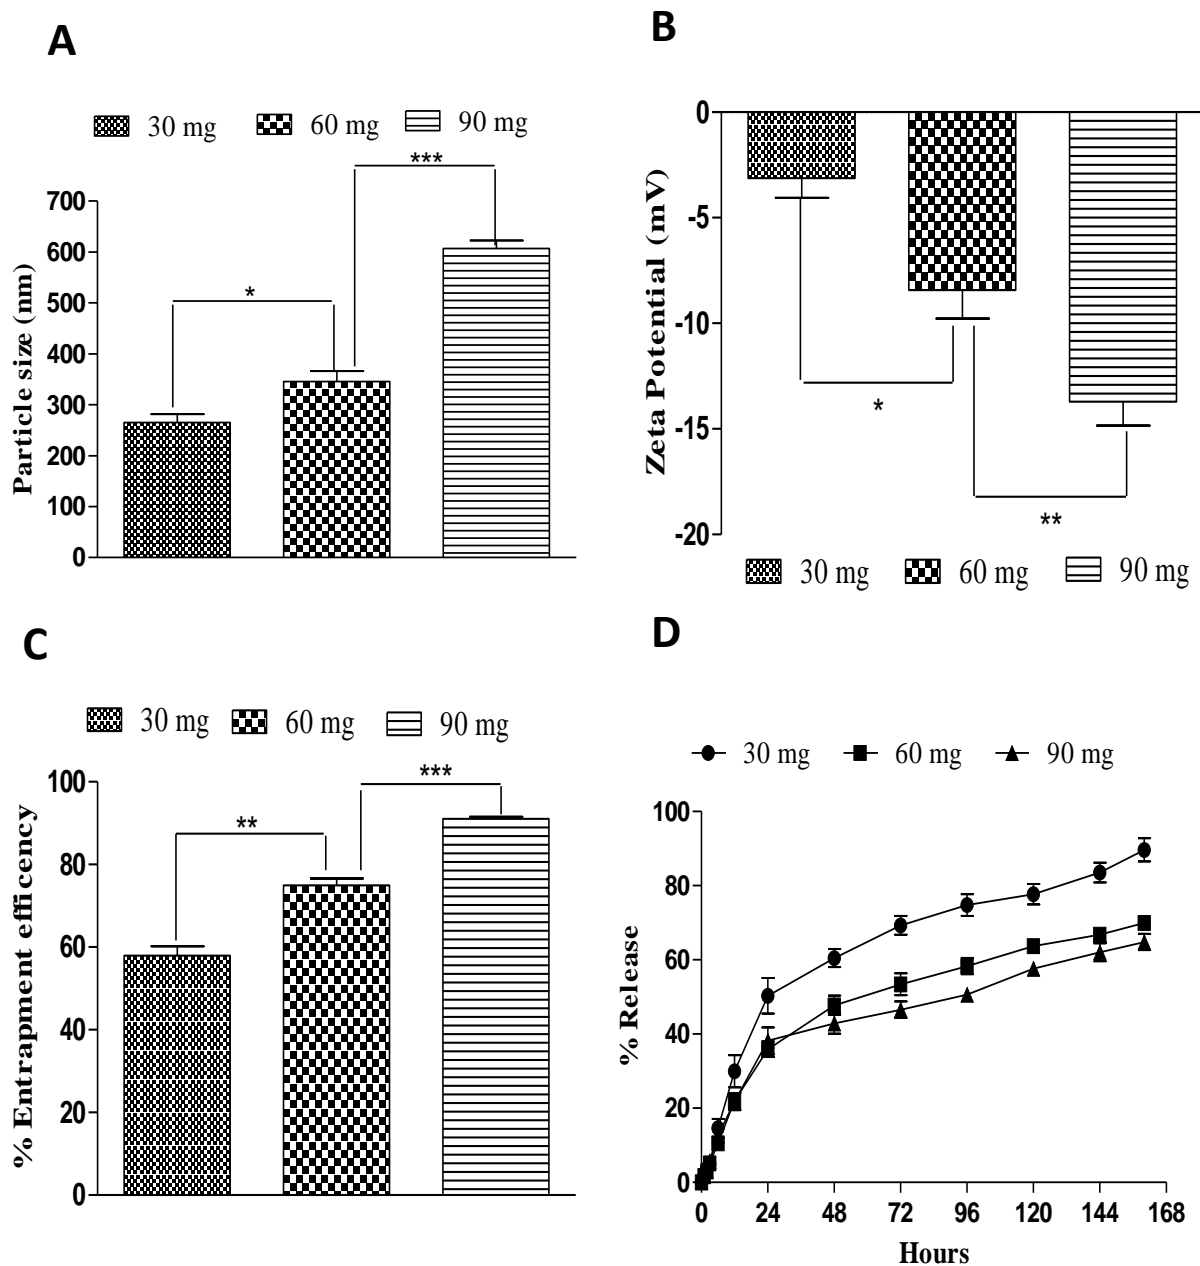 A
30 mg 60 mg 90 mg
***
*
700
600
500
400
300
200
100
0
Particle size (nm)
B
0
-5
-10
-15
-20
Zeta Potential (mV)
*
**
30 mg 60 mg 90 mg
C
30 mg 60 mg 90 mg
***
**
100
80
60
40
20
0
% Entrapment efficency
D
30 mg 60 mg 90 mg
100
80
60
40
20
0
% Release
0 24 48 72 96 120 144 168
Hours